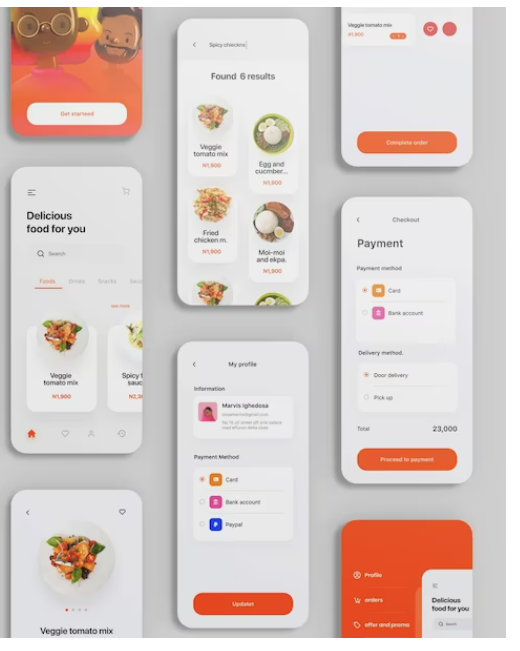 Get started
Delicious
food for you
Search
Foods
Drinks
Snacks
Sauc
see more
Veggie
tomato mix
N1,900
Spicy f
sauc
N2,3
Veggie tomato mix
Spicy chieckns
Found 6 results
Veggie
tomato mix
N1,900
Egg and
cucmber...
N1,900
Fried
chicken m.
N1,900
Moi-moi
and ekpa.
N1,900
My profile
Information
Marvis Ighedosa
Payment Method
Card
Bank account
Paypal
Update
Veggie tomato mix
N1,900
Complete order
Checkout
Payment
Payment method
Card
Bank account
Delivery method.
Door delivery
Pick up
Total
23,000
Proceed to payment
Profile
orders
offer and promo
Delicious
food for you
Search